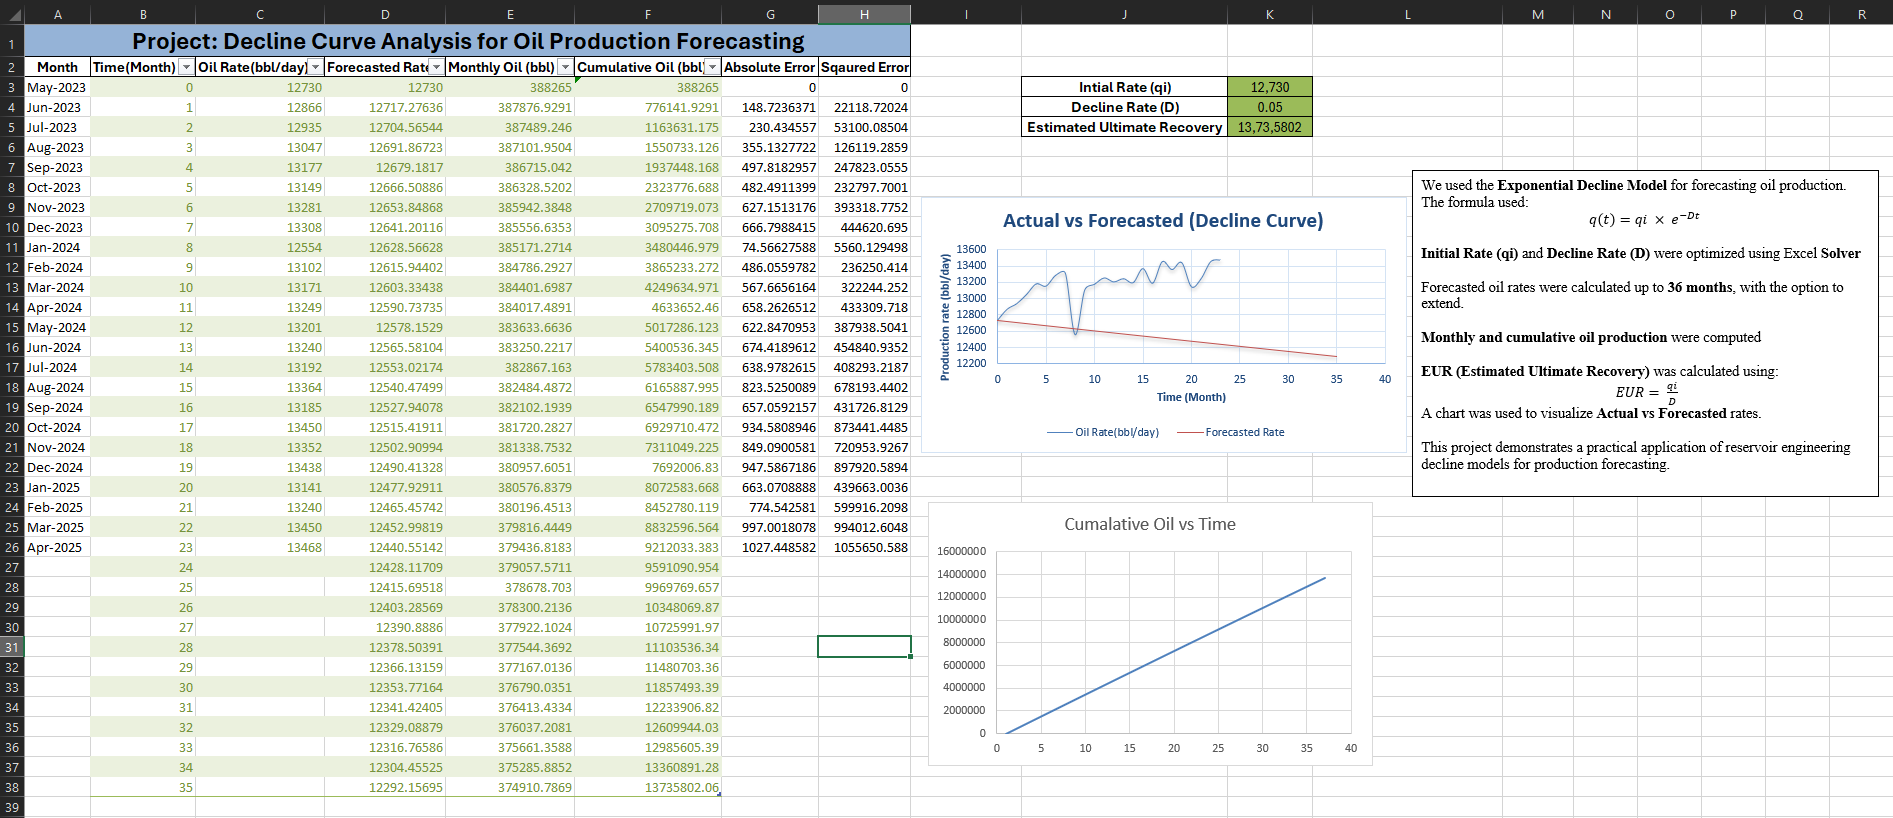 A B C D E F G H I J K L M N O P Q R
1 Project: Decline Curve Analysis for Oil Production Forecasting
2 Month Time(Month) Oil Rate(bbl/day) Forecasted Rate Monthly Oil (bbl) Cumulative Oil (bbl) Absolute Error Sqaured Error
3 May-2023 0 12730 12730 388265 388265 0 0
4 Jun-2023 1 12866 12717.27636 387876.9291 776141.9291 148.7236371 22118.72024
5 Jul-2023 2 12935 12704.56544 387489.246 1163631.175 230.434557 53100.08504
6 Aug-2023 3 13047 12691.86723 387101.9504 1550733.126 355.1327722 126119.2859
7 Sep-2023 4 13177 12679.1817 386715.042 1937448.168 497.8182957 247823.0555
8 Oct-2023 5 13149 12666.50886 386328.5202 2323776.688 482.4911399 232797.7001
9 Nov-2023 6 13281 12653.84868 385942.3848 2709719.073 627.1513176 393318.7752
10 Dec-2023 7 13308 12641.20116 385556.6353 3095275.708 666.7988415 444620.695
11 Jan-2024 8 12554 12628.56628 385171.2714 3480446.979 74.56627588 5560.129498
12 Feb-2024 9 13102 12615.94402 384786.2927 3865233.272 486.0559782 236250.414
13 Mar-2024 10 13171 12603.33438 384401.6987 4249634.971 567.6656164 322244.252
14 Apr-2024 11 13249 12590.73735 384017.4891 4633652.46 658.2626512 433309.718
15 May-2024 12 13201 12578.1529 383633.6636 5017286.123 622.8470953 387938.5041
16 Jun-2024 13 13240 12565.58104 383250.2217 5400536.345 674.4189612 454840.9352
17 Jul-2024 14 13192 12553.02174 382867.163 5783403.508 638.9782615 408293.2187
18 Aug-2024 15 13364 12540.47499 382484.4872 6165887.995 823.5250089 678193.4402
19 Sep-2024 16 13185 12527.94078 382102.1939 6547990.189 657.0592157 431726.8129
20 Oct-2024 17 13450 12515.41911 381720.2827 6929710.472 934.5808946 873441.4485
21 Nov-2024 18 13352 12502.90994 381338.7532 7311049.225 849.0900581 720953.9267
22 Dec-2024 19 13438 12490.41328 380957.6051 7692006.83 947.5867186 897920.5894
23 Jan-2025 20 13141 12477.92911 380576.8379 8072583.668 663.0708888 439663.0036
24 Feb-2025 21 13240 12465.45742 380196.4513 8452780.119 774.542581 599916.2098
25 Mar-2025 22 13450 12452.99819 379816.4449 8832596.564 997.0018078 994012.6048
26 Apr-2025 23 13468 12440.55142 379436.8183 9212033.383 1027.448582 1055650.588
27 24 12428.11709 379057.5711 9591090.954
28 25 12415.69518 378678.703 9969769.657
29 26 12403.28569 378300.2136 10348069.87
30 27 12390.8886 377922.1024 10725991.97
31 28 12378.50391 377544.3692 11103536.34
32 29 12366.13159 377167.0136 11480703.36
33 30 12353.77164 376790.0351 11857493.39
34 31 12341.42405 376413.4334 12233906.82
35 32 12329.08879 376037.2081 12609944.03
36 33 12316.76586 375661.3588 12985605.39
37 34 12304.45525 375285.8852 13360891.28
38 35 12292.15695 374910.7869 13735802.06
39
Intial Rate (qi) 12,730
Decline Rate (D) 0.05
Estimated Ultimate Recovery 13,73,5802
Actual vs Forecasted (Decline Curve)
Production rate (bbl/day)
13600
13400
13200
13000
12800
12600
12400
12200
0 5 10 15 20 25 30 35 40
Time (Month)
Oil Rate(bbl/day) Forecasted Rate
Cumalative Oil vs Time
16000000
14000000
12000000
10000000
8000000
6000000
4000000
2000000
0
0 5 10 15 20 25 30 35 40
We used the Exponential Decline Model for forecasting oil production.
The formula used:
q(t) = qi × e^−Dt
Initial Rate (qi) and Decline Rate (D) were optimized using Excel Solver
Forecasted oil rates were calculated up to 36 months, with the option to
extend.
Monthly and cumulative oil production were computed
EUR (Estimated Ultimate Recovery) was calculated using:
EUR = qi/D
A chart was used to visualize Actual vs Forecasted rates.
This project demonstrates a practical application of reservoir engineering
decline models for production forecasting.